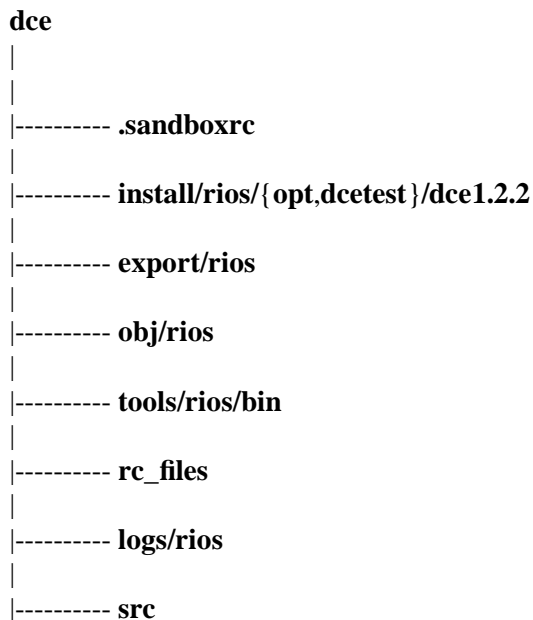 dce
|
|
|---------- .sandboxrc
|
|---------- install/rios/{opt,dcetest}/dce1.2.2
|
|---------- export/rios
|
|---------- obj/rios
|
|---------- tools/rios/bin
|
|---------- rc_files
|
|---------- logs/rios
|
|---------- src